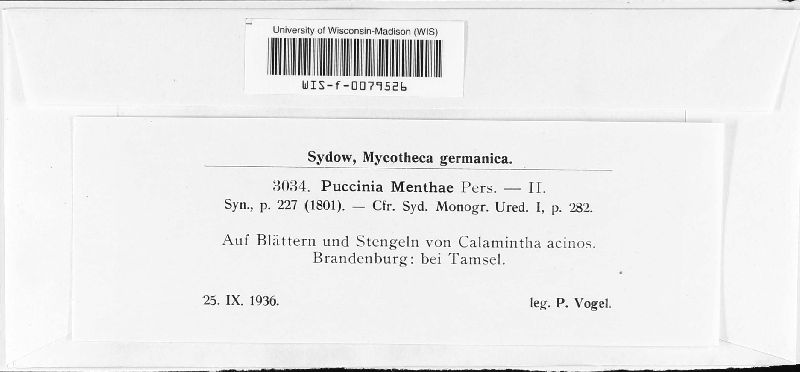 University of Wisconsin-Madison (WIS)
WIS-f-0079526
Sydow, Mycotheca germanica.
3034. Puccinia Menthae Pers. — II.
Syn., p. 227 (1801). — Cfr. Syd. Monogr. Ured. I, p. 282.
Auf Blättern und Stengeln von Calamintha acinos.
Brandenburg: bei Tamsel.
25. IX. 1936. leg. P. Vogel.